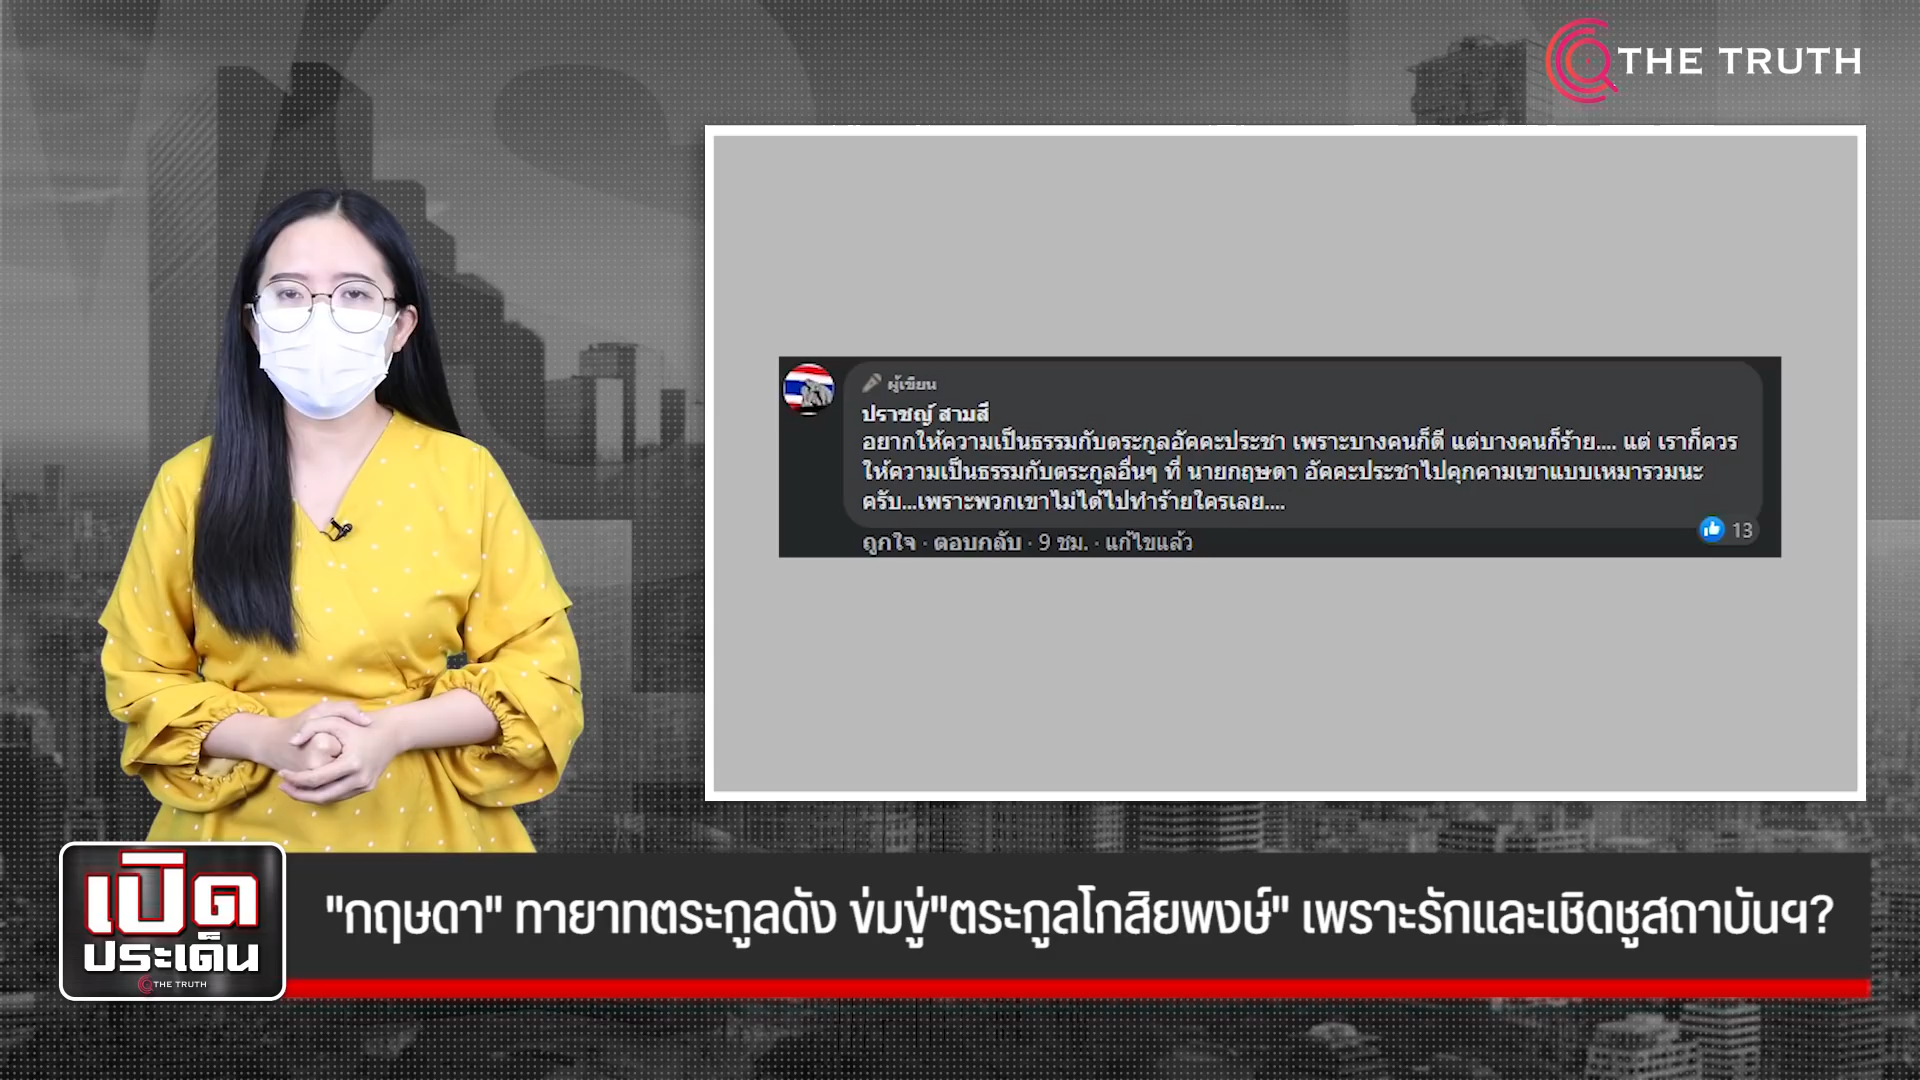 THE TRUTH
ผู้เขียน
ปราชญ์ สามสี
อยากให้ความเป็นธรรมกับตระกูลอัคคะประชา เพราะบางคนก็ดี แต่บางคนก็ร้าย.... แต่ เราก็ควร
ให้ความเป็นธรรมกับตระกูลอื่นๆ ที่ นายกฤษดา อัคคะประชาไปคุกคามเขาแบบเหมารวมนะ
ครับ...เพราะพวกเขาไม่ได้ไปทำร้ายใครเลย....
ถูกใจ · ตอบกลับ · 9 ชม. · แก้ไขแล้ว
13
เปิด
ประเด็น
THE TRUTH
"กฤษดา" ทายาทตระกูลดัง ข่มขู่"ตระกูลโกสิยพงษ์" เพราะรักและเชิดชูสถาบันฯ?